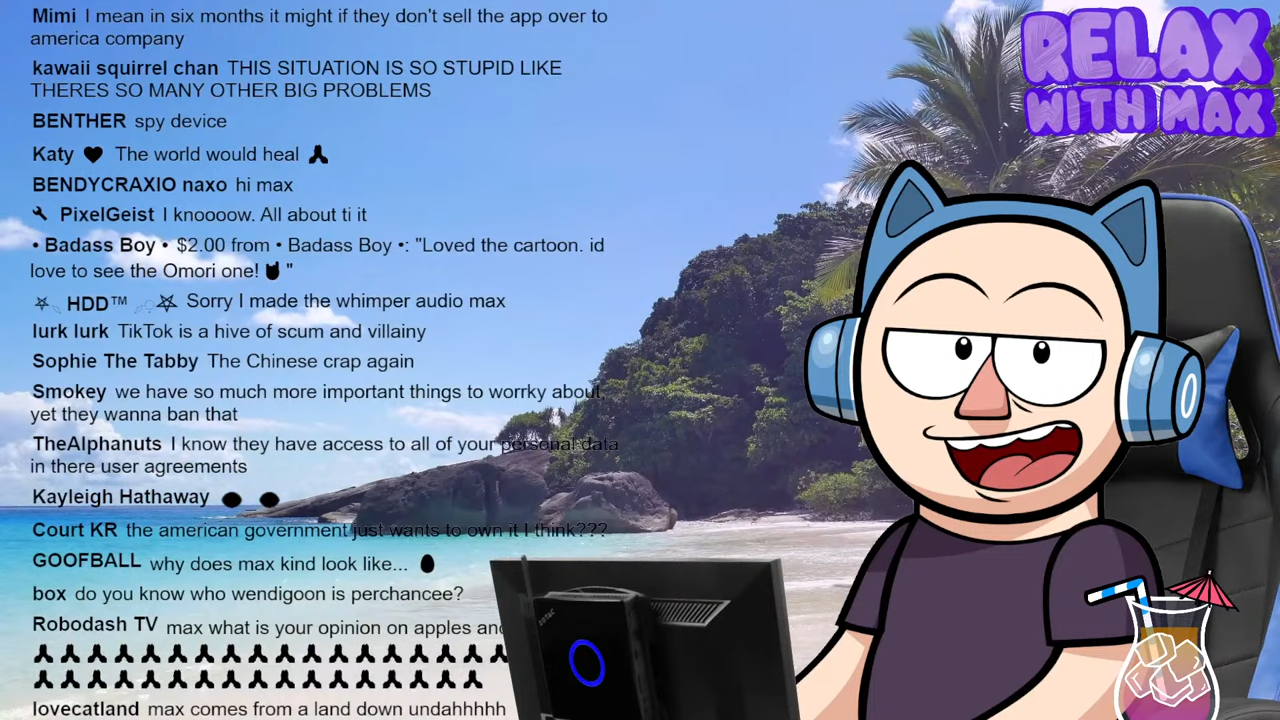 Mimi I mean in six months it might if they don't sell the app over to
america company
kawaii squirrel chan THIS SITUATION IS SO STUPID LIKE
THERES SO MANY OTHER BIG PROBLEMS
BENTHER spy device
Katy 🖤 The world would heal
BENDYCRAXIO naxo hi max
PixelGeist I knoooow. All about ti it
• Badass Boy • $2.00 from • Badass Boy •: "Loved the cartoon. id
love to see the Omori one! "
HDD™ Sorry I made the whimper audio max
lurk lurk TikTok is a hive of scum and villainy
Sophie The Tabby The Chinese crap again
Smokey we have so much more important things to worrky about,
yet they wanna ban that
TheAlphanuts I know they have access to all of your personal data
in there user agreements
Kayleigh Hathaway
Court KR the american government just wants to own it I think???
GOOFBALL why does max kind look like...
box do you know who wendigoon is perchancee?
Robodash TV max what is your opinion on apples and
lovecatland max comes from a land down undahhhhh
RELAX
WITH MAX
ZOTAC